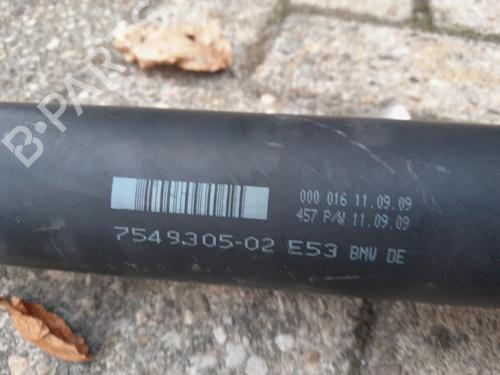 B-PARTS
000 016 11.09.09
457 P/W 11.09.09
7549305-02 E53 BMW DE